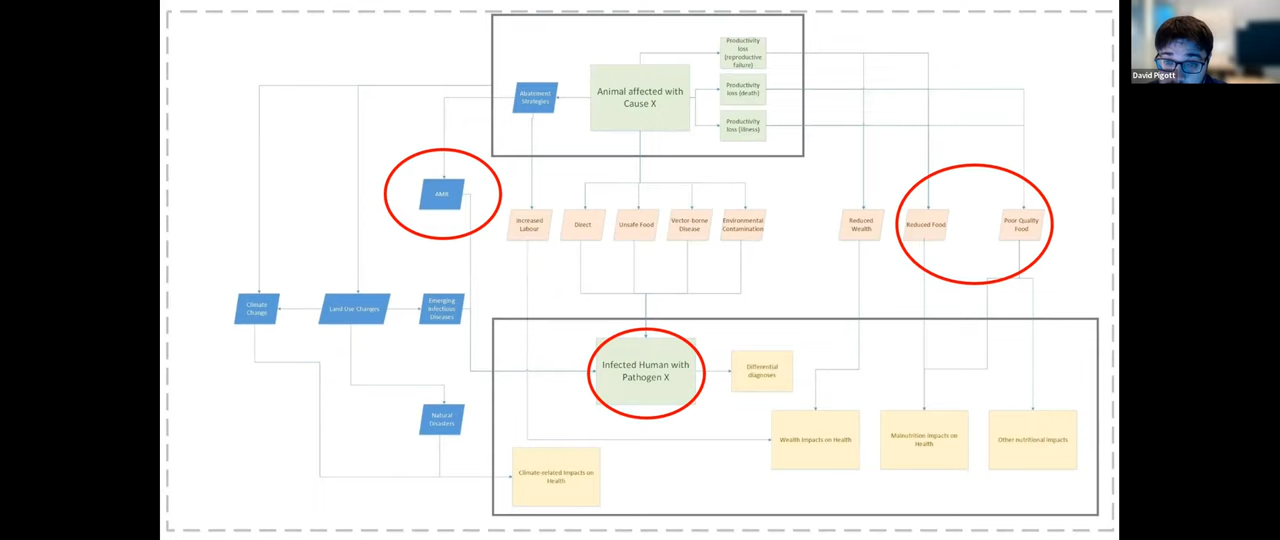 Productivity
loss
(reproductive
failure)
Animal affected with
Cause X
Abatement
Strategies
Productivity
loss (death)
Productivity
loss (illness)
David Pigott
AMR
Increased
Labour
Direct
Unsafe Food
Vector-borne
Disease
Environmental
Contamination
Reduced
Wealth
Reduced Food
Poor Quality
Food
Climate
Change
Land Use Changes
Emerging
Infectious
Diseases
Infected Human with
Pathogen X
Differential
diagnoses
Natural
Disasters
Wealth Impacts on Health
Malnutrition Impacts on
Health
Other nutritional impacts
Climate-related impacts on
Health